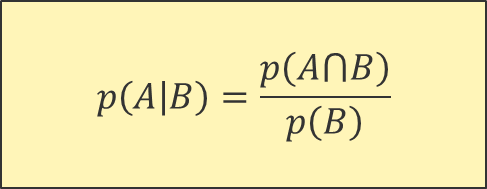 p(A|B) = p(A∩B) / p(B)